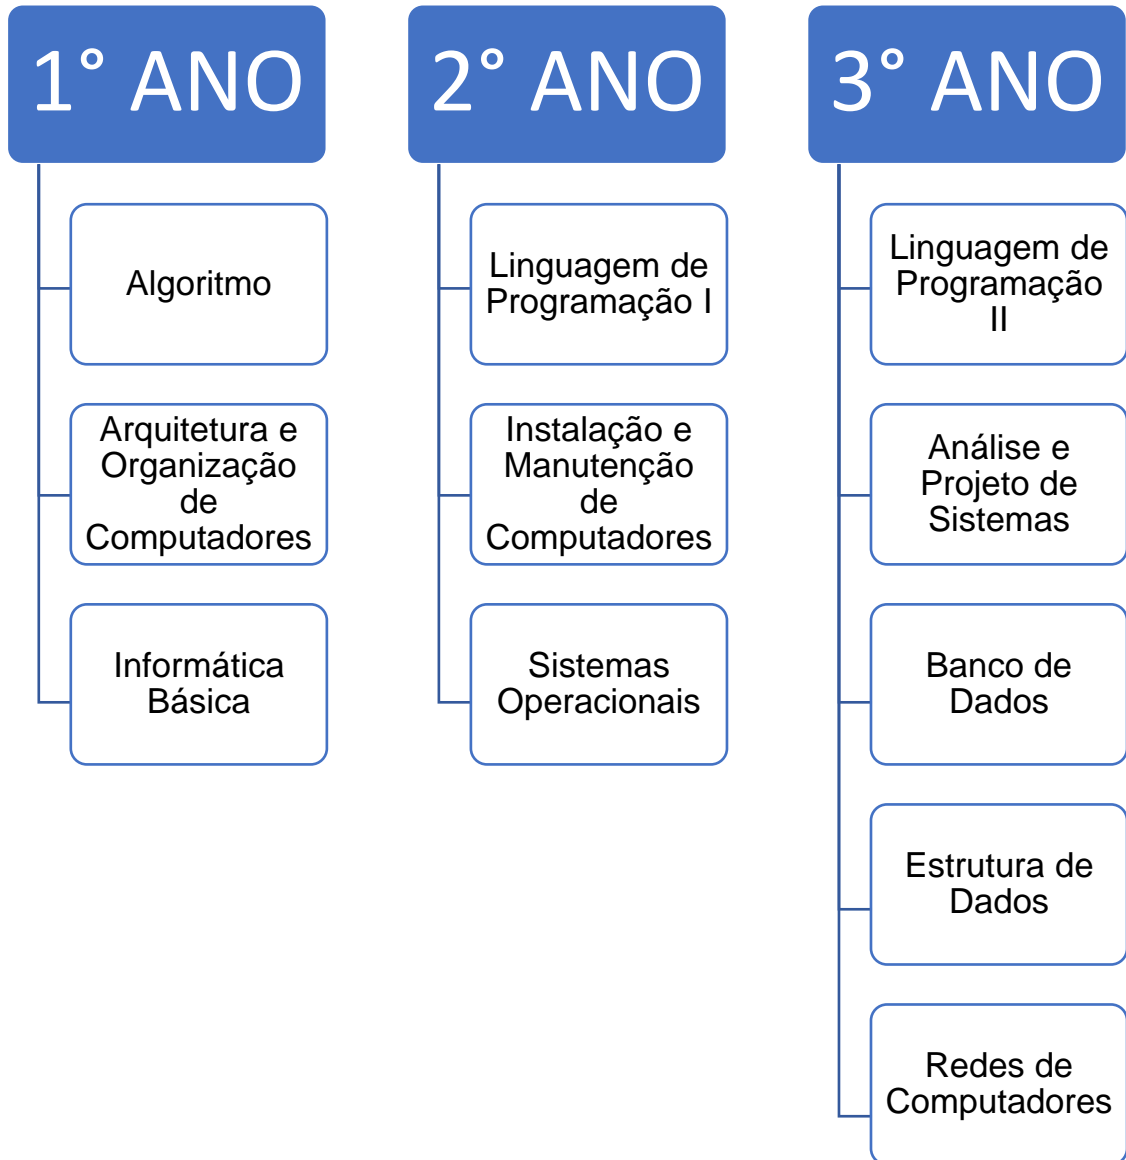 1° ANO
Algoritmo
Arquitetura e
Organização
de
Computadores
Informática
Básica
2° ANO
Linguagem de
Programação I
Instalação e
Manutenção
de
Computadores
Sistemas
Operacionais
3° ANO
Linguagem de
Programação
II
Análise e
Projeto de
Sistemas
Banco de
Dados
Estrutura de
Dados
Redes de
Computadores